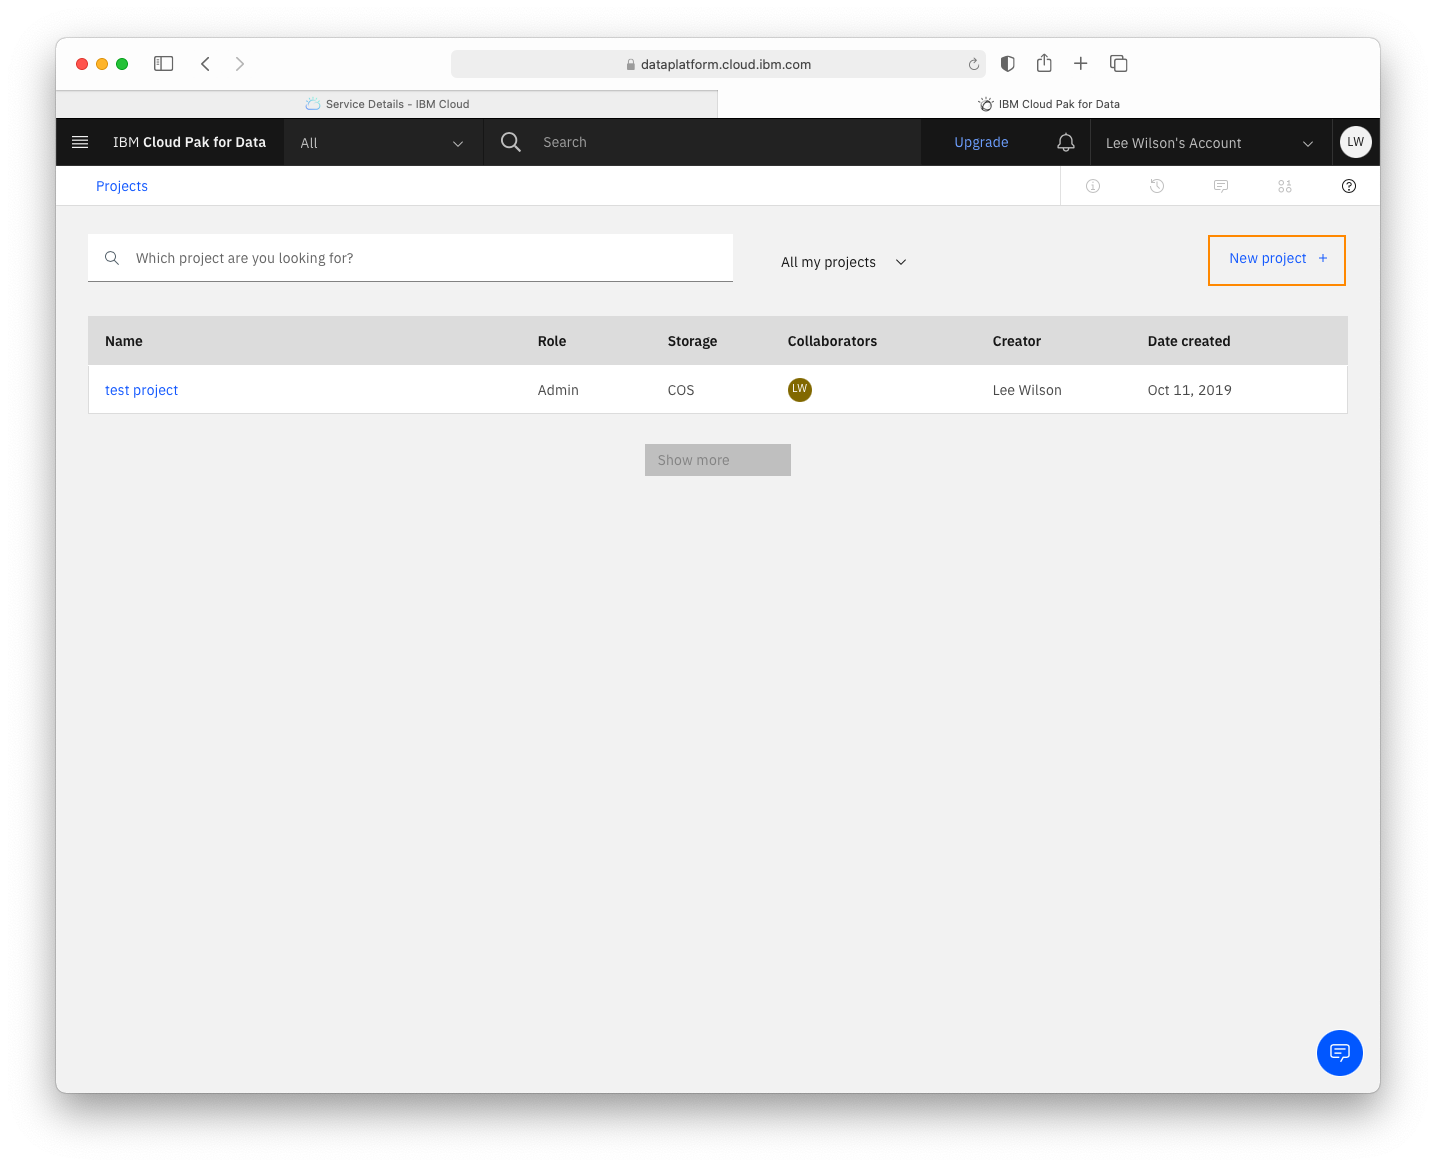 dataplatform.cloud.ibm.com
Service Details - IBM Cloud
IBM Cloud Pak for Data
IBM Cloud Pak for Data
All
Search
Upgrade
Lee Wilson's Account
LW
Projects
Which project are you looking for?
All my projects
New project +
Name Role Storage Collaborators Creator Date created
test project Admin COS LW Lee Wilson Oct 11, 2019
Show more